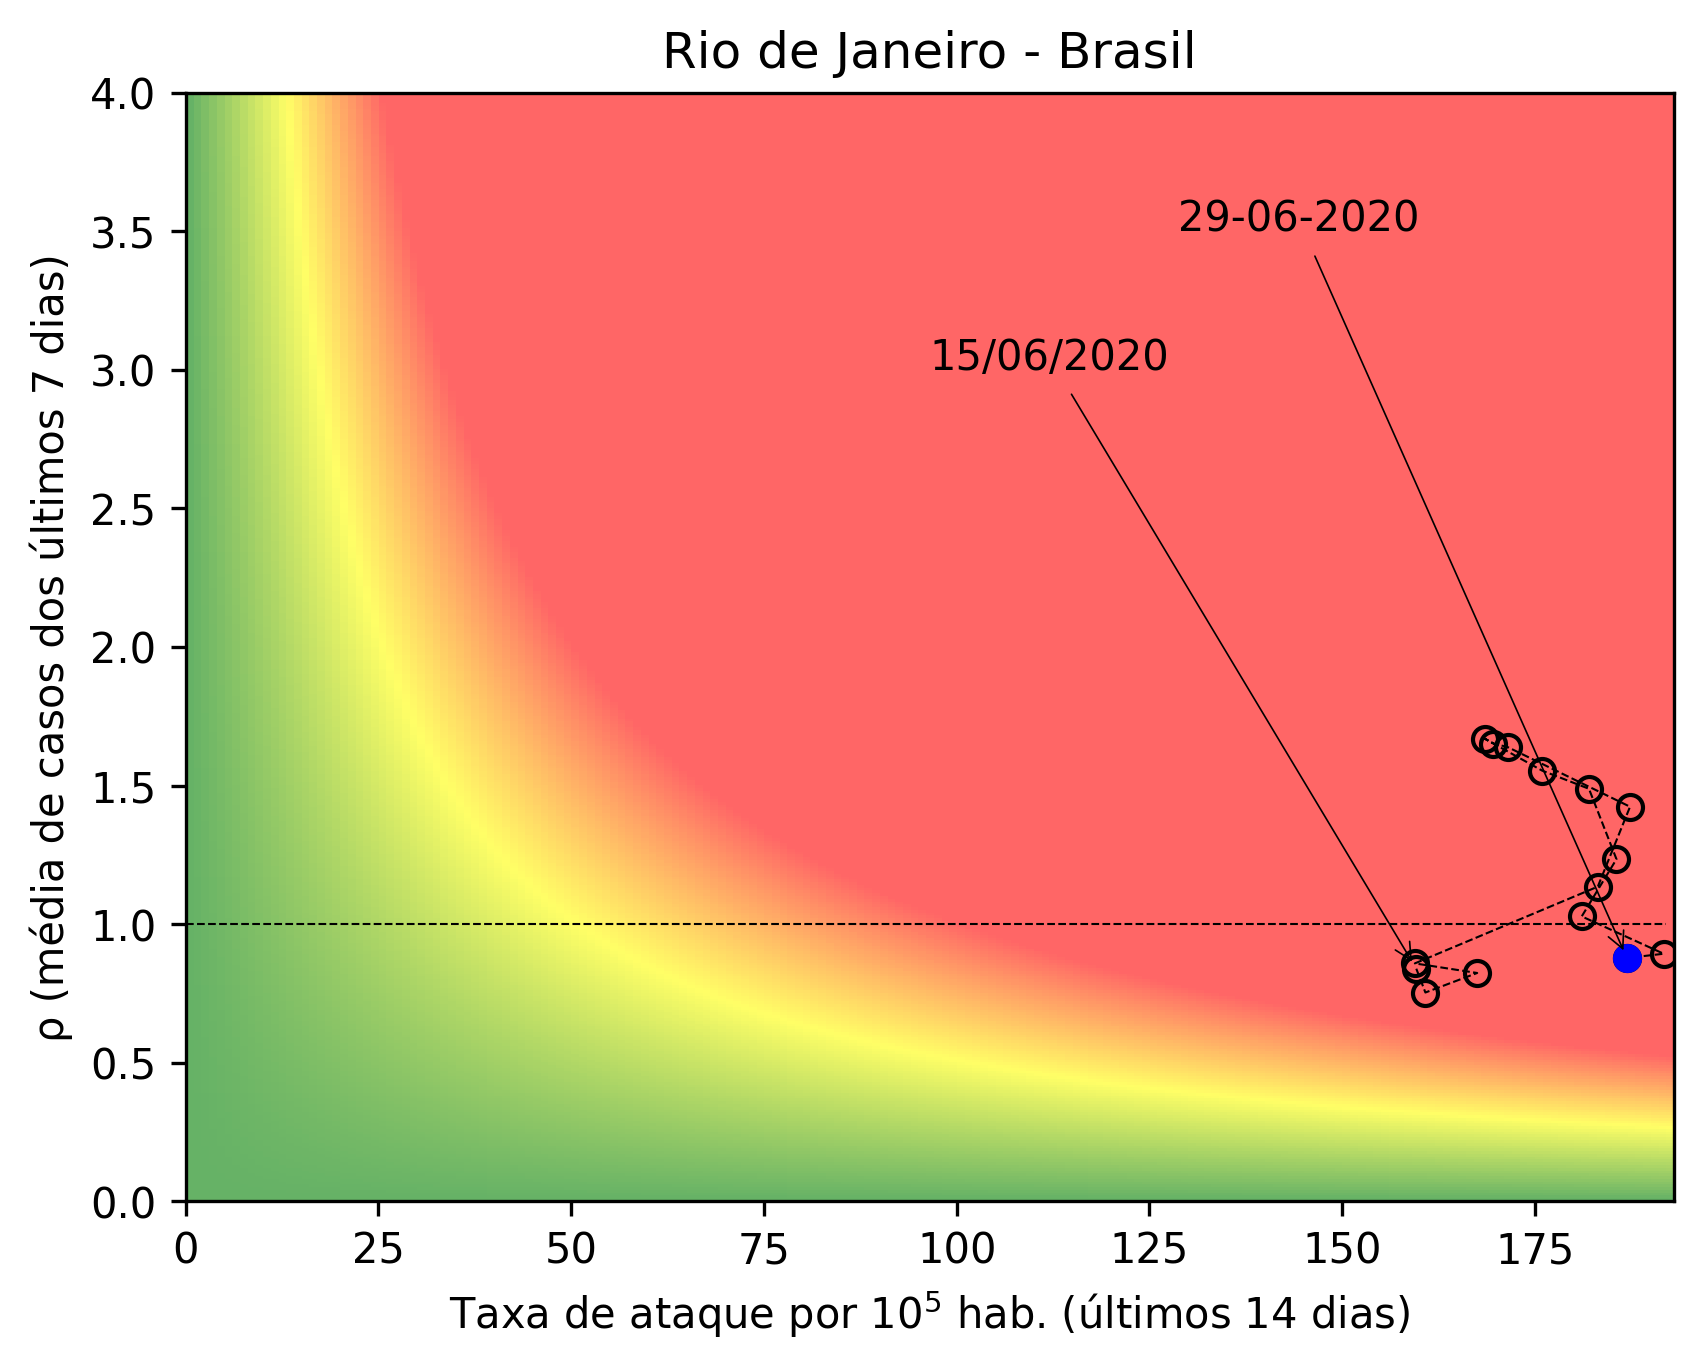 Rio de Janeiro - Brasil
4.0
3.5
3.0
2.5
2.0
1.5
1.0
0.5
0.0
ρ (média de casos dos últimos 7 dias)
29-06-2020
15/06/2020
0 25 50 75 100 125 150 175
Taxa de ataque por 10⁵ hab. (últimos 14 dias)